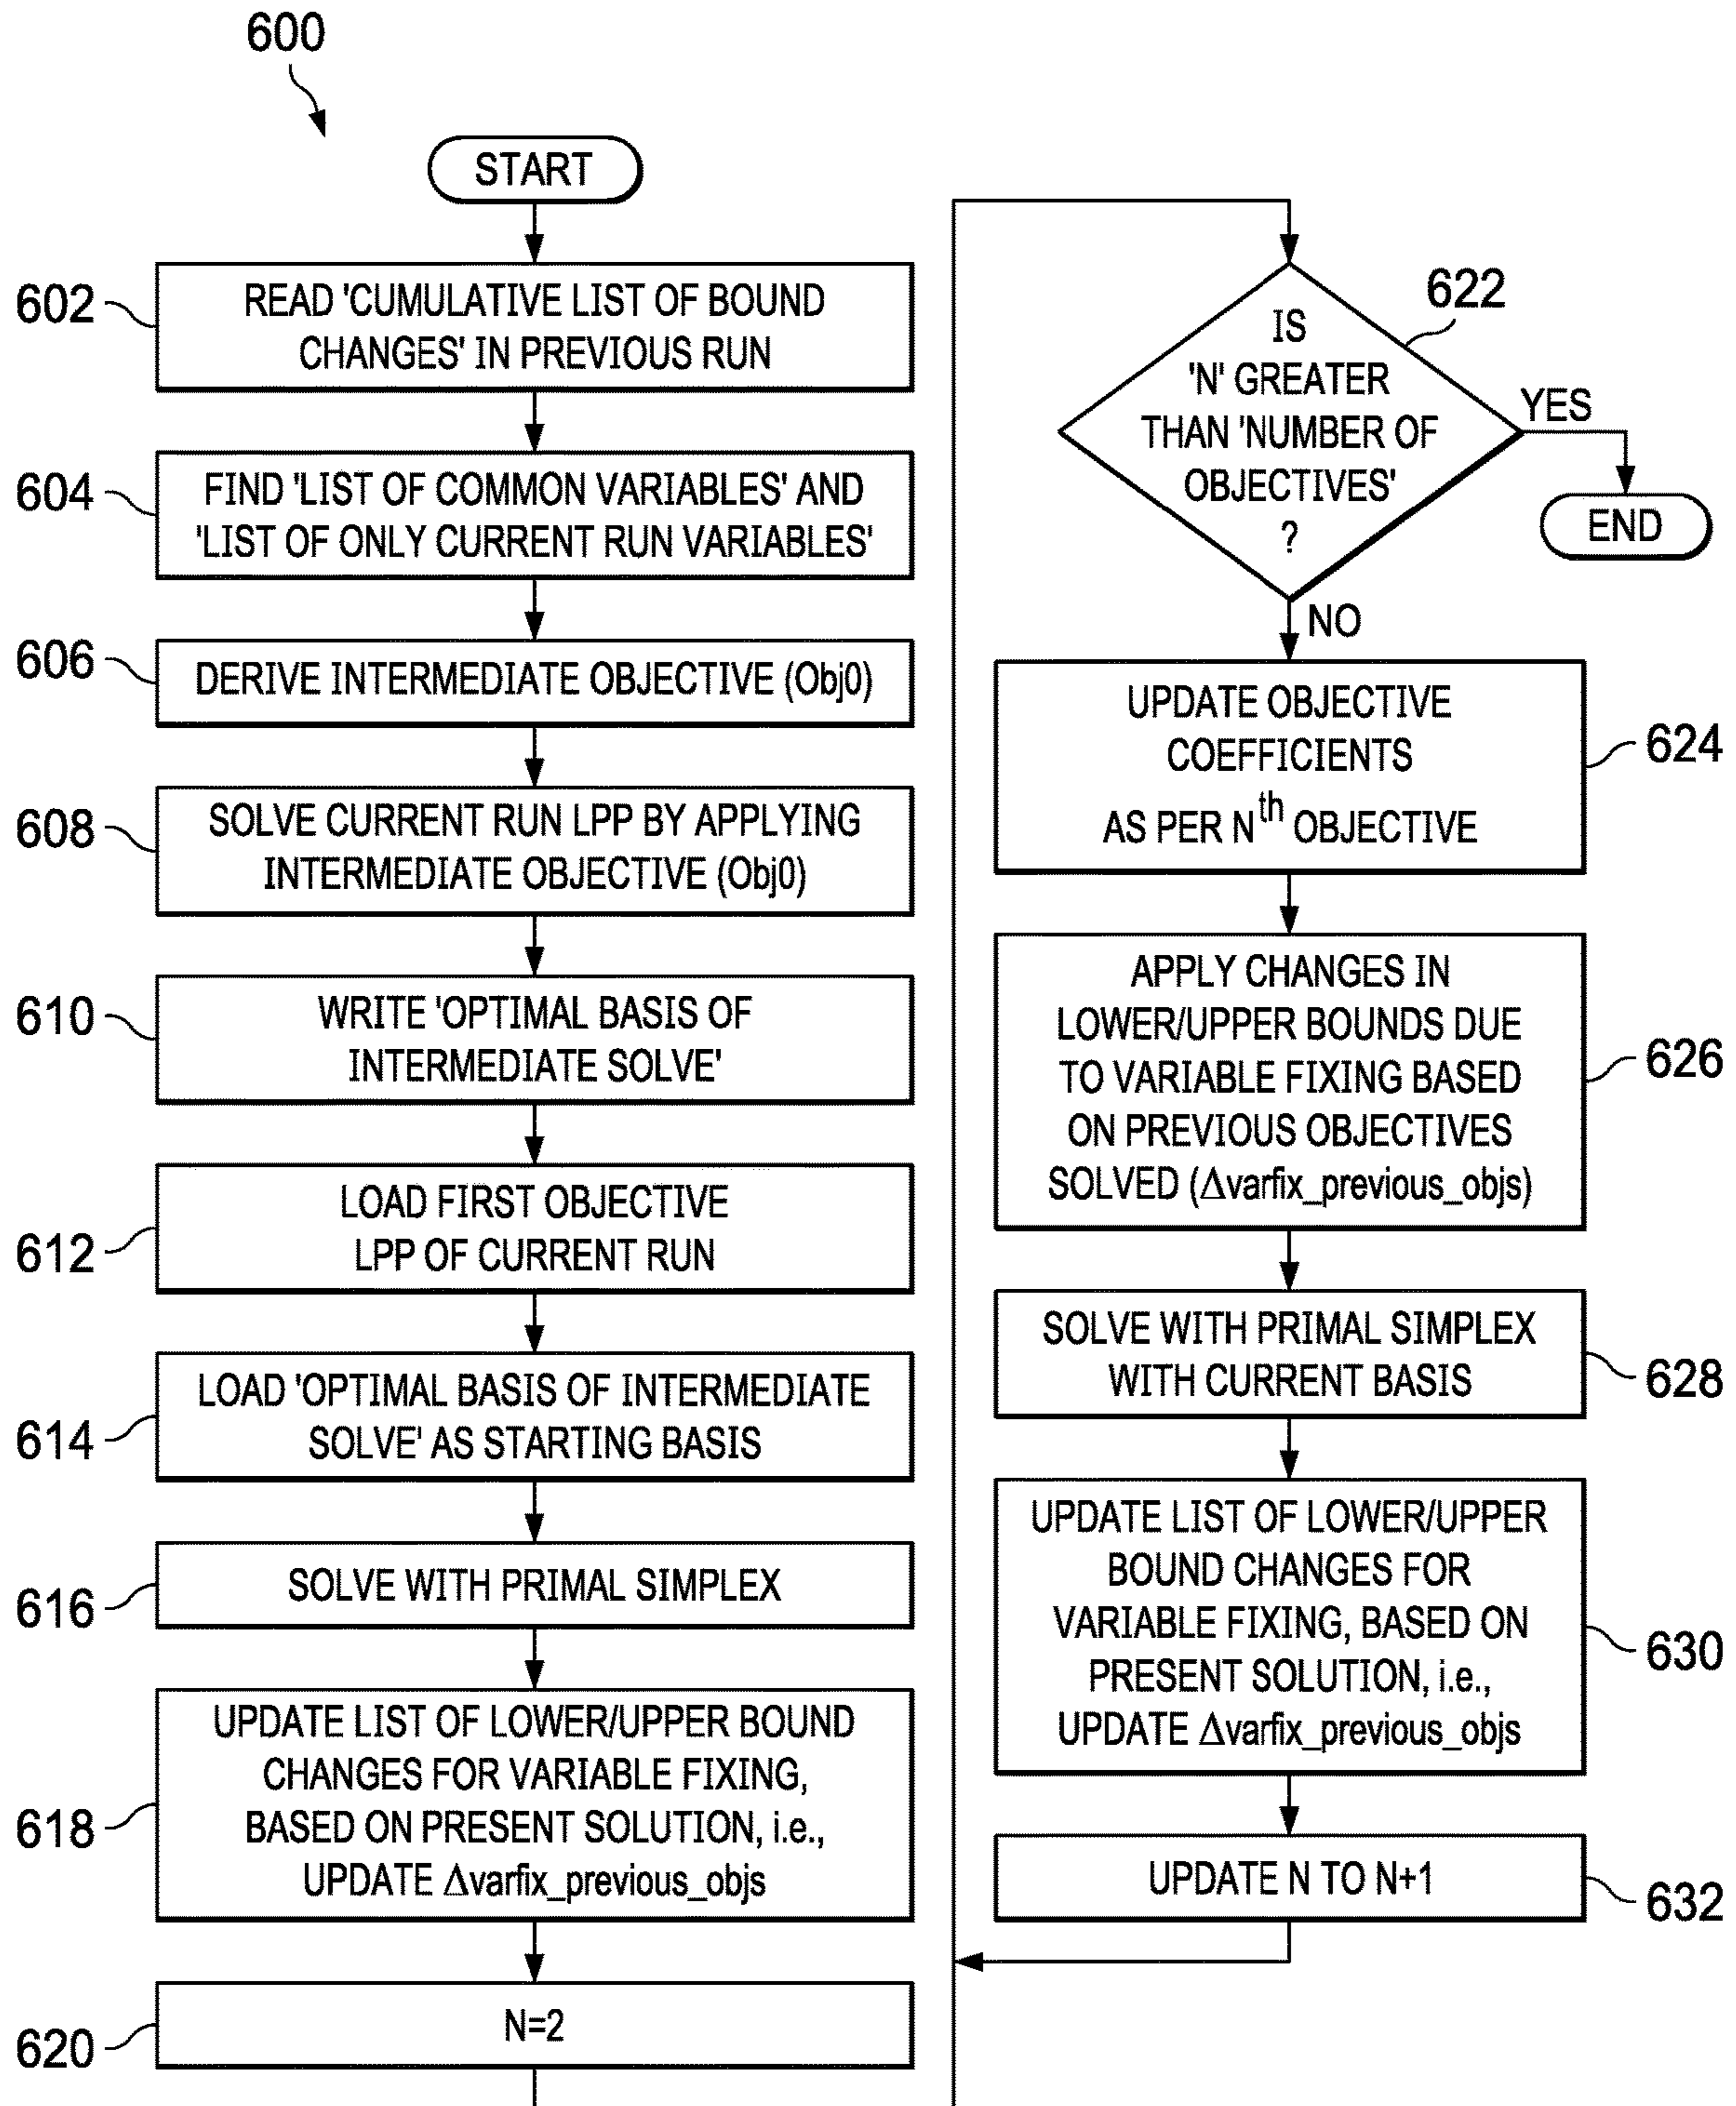 600
START
602
READ 'CUMULATIVE LIST OF BOUND
CHANGES' IN PREVIOUS RUN
604
FIND 'LIST OF COMMON VARIABLES' AND
'LIST OF ONLY CURRENT RUN VARIABLES'
606
DERIVE INTERMEDIATE OBJECTIVE (Obj0)
608
SOLVE CURRENT RUN LPP BY APPLYING
INTERMEDIATE OBJECTIVE (Obj0)
610
WRITE 'OPTIMAL BASIS OF
INTERMEDIATE SOLVE'
612
LOAD FIRST OBJECTIVE
LPP OF CURRENT RUN
614
LOAD 'OPTIMAL BASIS OF INTERMEDIATE
SOLVE' AS STARTING BASIS
616
SOLVE WITH PRIMAL SIMPLEX
618
UPDATE LIST OF LOWER/UPPER BOUND
CHANGES FOR VARIABLE FIXING,
BASED ON PRESENT SOLUTION, i.e.,
UPDATE Δvarfix_previous_objs
620
N=2
622
IS
'N' GREATER
THAN 'NUMBER OF
OBJECTIVES'
?
YES
END
NO
UPDATE OBJECTIVE
COEFFICIENTS
AS PER Nth OBJECTIVE
624
APPLY CHANGES IN
LOWER/UPPER BOUNDS DUE
TO VARIABLE FIXING BASED
ON PREVIOUS OBJECTIVES
SOLVED (Δvarfix_previous_objs)
626
SOLVE WITH PRIMAL SIMPLEX
WITH CURRENT BASIS
628
UPDATE LIST OF LOWER/UPPER
BOUND CHANGES FOR
VARIABLE FIXING, BASED ON
PRESENT SOLUTION, i.e.,
UPDATE Δvarfix_previous_objs
630
UPDATE N TO N+1
632